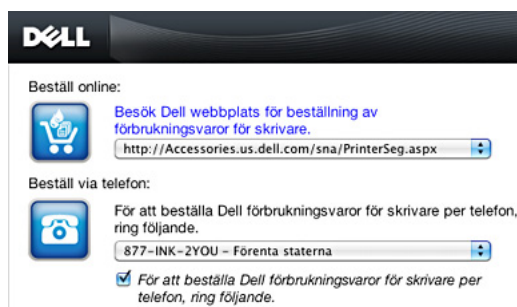 DELL
Beställ online:
Besök Dell webbplats för beställning av
förbrukningsvaror för skrivare.
http://Accessories.us.dell.com/sna/PrinterSeg.aspx
Beställ via telefon:
För att beställa Dell förbrukningsvaror för skrivare per telefon,
ring följande.
877-INK-2YOU – Förenta staterna
För att beställa Dell förbrukningsvaror för skrivare per
telefon, ring följande.